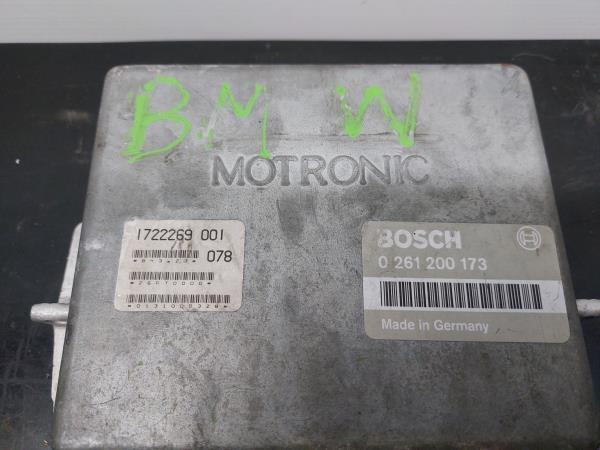 BMW
MOTRONIC
1722269 001
078
BOSCH
0 261 200 173
Made in Germany